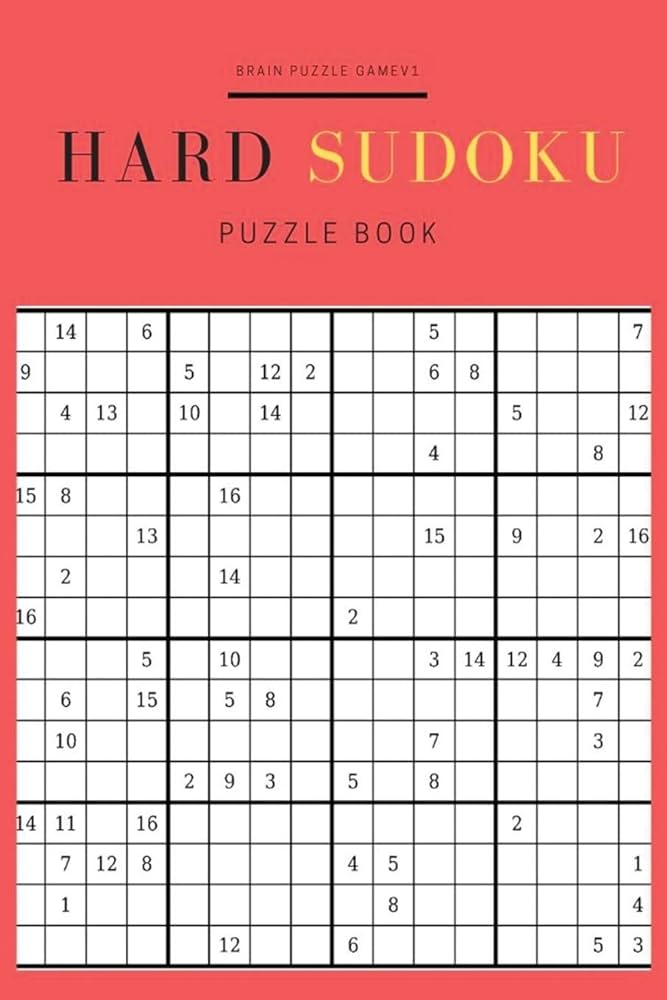 BRAIN PUZZLE GAMEV1
HARD SUDOKU
PUZZLE BOOK
14 6 5 7
9 5 12 2 6 8
4 13 10 14 5 12
4 8
15 8 16
13 15 9 2 16
2 14
16 2
5 10 3 14 12 4 9 2
6 15 5 8 7
10 7 3
2 9 3 5 8
14 11 16 2
7 12 8 4 5 1
1 8 4
12 6 5 3